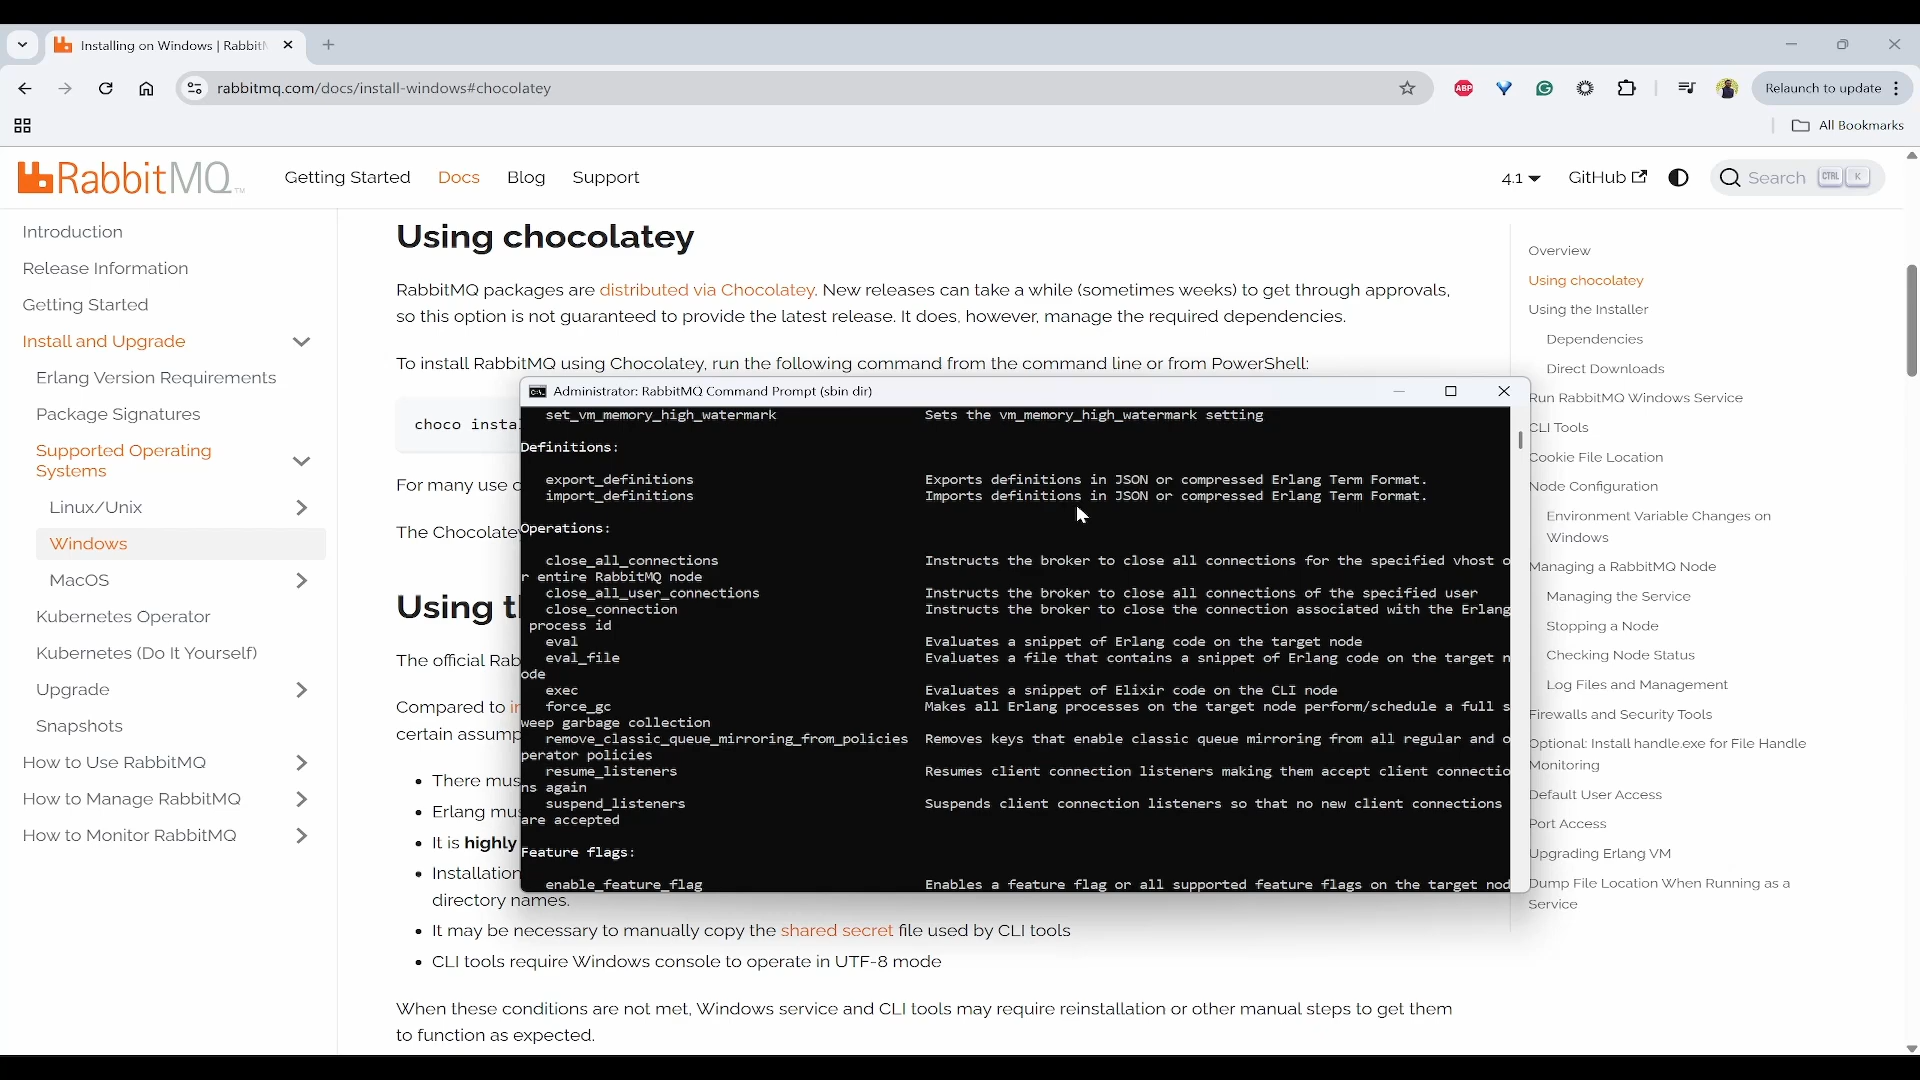 Installing on Windows | Rabbit
rabbitmq.com/docs/install-windows#chocolatey
ABP
Relaunch to update
All Bookmarks
RabbitMQ™
Getting Started
Docs
Blog
Support
4.1
GitHub
Search
CTRL
K
Introduction
Release Information
Getting Started
Install and Upgrade
Erlang Version Requirements
Package Signatures
Supported Operating
Systems
Linux/Unix
Windows
MacOS
Kubernetes Operator
Kubernetes (Do It Yourself)
Upgrade
Snapshots
How to Use RabbitMQ
How to Manage RabbitMQ
How to Monitor RabbitMQ
Using chocolatey
RabbitMQ packages are distributed via Chocolatey. New releases can take a while (sometimes weeks) to get through approvals,
so this option is not guaranteed to provide the latest release. It does, however, manage the required dependencies.
To install RabbitMQ using Chocolatey, run the following command from the command line or from PowerShell:
choco instal
For many use c
The Chocolatey
Using t
The official Rab
Compared to in
certain assump
There mus
Erlang mus
It is highly
Installation
directory names.
It may be necessary to manually copy the shared secret file used by CLI tools
CLI tools require Windows console to operate in UTF-8 mode
When these conditions are not met, Windows service and CLI tools may require reinstallation or other manual steps to get them
to function as expected.
Administrator: RabbitMQ Command Prompt (sbin dir)
set_vm_memory_high_watermark Sets the vm_memory_high_watermark setting
Definitions:
export_definitions Exports definitions in JSON or compressed Erlang Term Format.
import_definitions Imports definitions in JSON or compressed Erlang Term Format.
Operations:
close_all_connections Instructs the broker to close all connections for the specified vhost o
r entire RabbitMQ node
close_all_user_connections Instructs the broker to close all connections of the specified user
close_connection Instructs the broker to close the connection associated with the Erlang
process id
eval Evaluates a snippet of Erlang code on the target node
eval_file Evaluates a file that contains a snippet of Erlang code on the target n
ode
exec Evaluates a snippet of Elixir code on the CLI node
force_gc Makes all Erlang processes on the target node perform/schedule a full s
weep garbage collection
remove_classic_queue_mirroring_from_policies Removes keys that enable classic queue mirroring from all regular and o
perator policies
resume_listeners Resumes client connection listeners making them accept client connectio
ns again
suspend_listeners Suspends client connection listeners so that no new client connections
are accepted
Feature flags:
enable_feature_flag Enables a feature flag or all supported feature flags on the target nod
Overview
Using chocolatey
Using the Installer
Dependencies
Direct Downloads
Run RabbitMQ Windows Service
CLI Tools
Cookie File Location
Node Configuration
Environment Variable Changes on
Windows
Managing a RabbitMQ Node
Managing the Service
Stopping a Node
Checking Node Status
Log Files and Management
Firewalls and Security Tools
Optional: Install handle.exe for File Handle
Monitoring
Default User Access
Port Access
Upgrading Erlang VM
Dump File Location When Running as a
Service